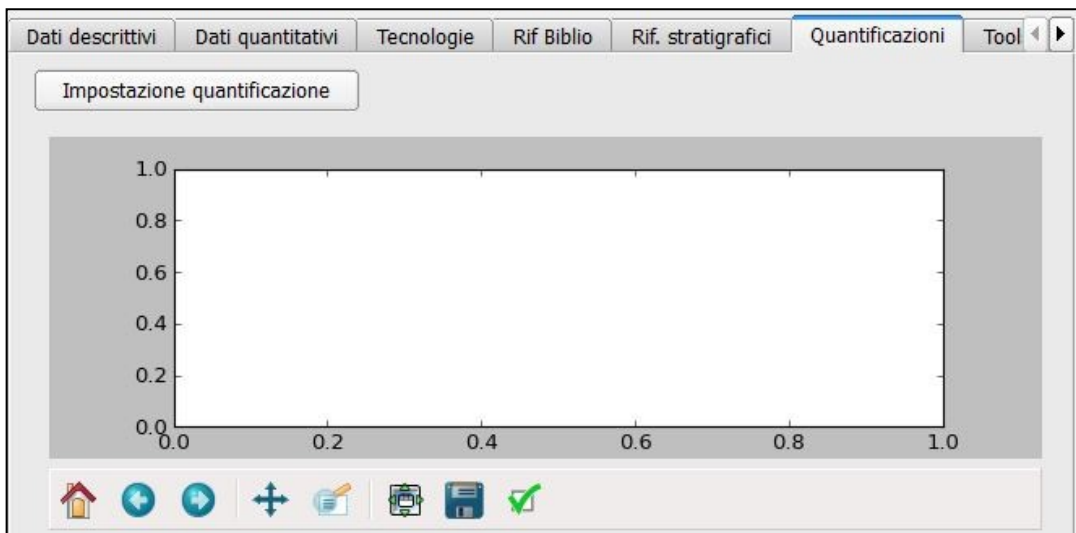 Dati descrittivi Dati quantitativi Tecnologie Rif Biblio Rif. stratigrafici Quantificazioni Tool
Impostazione quantificazione
1.0
0.8
0.6
0.4
0.2
0.0
0.0 0.2 0.4 0.6 0.8 1.0